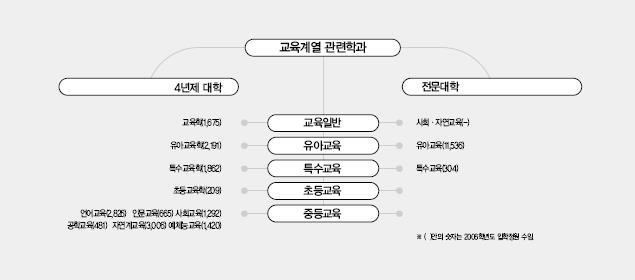 교육계열 관련학과
4년제 대학
전문대학
교육학(1,675)
교육일반
사회 · 자연교육(-)
유아교육학(2,191)
유아교육
유아교육(11,536)
특수교육학(1,862)
특수교육
특수교육(304)
초등교육학(209)
초등교육
언어교육(2,826) 인문교육(665) 사회교육(1,292)
공학교육(481) 자연계교육(3,006) 예체능교육(1,420)
중등교육
※ ( )안의 숫자는 2006학년도 입학정원 수임.